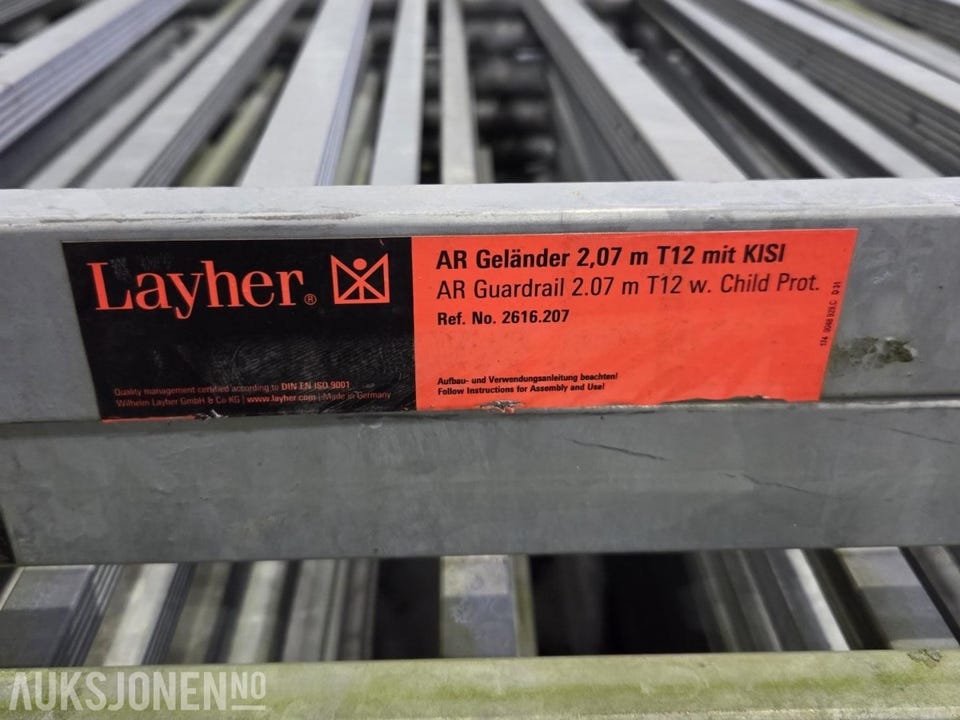 Layher®
Quality management certified according to DIN EN ISO 9001
Wilhelm Layher GmbH & Co KG | www.layher.com | Made in Germany
AR Geländer 2,07 m T12 mit KISI
AR Guardrail 2.07 m T12 w. Child Prot.
Ref. No. 2616.207
Aufbau- und Verwendungsanleitung beachten!
Follow Instructions for Assembly and Use!
AUKSJONEN NO